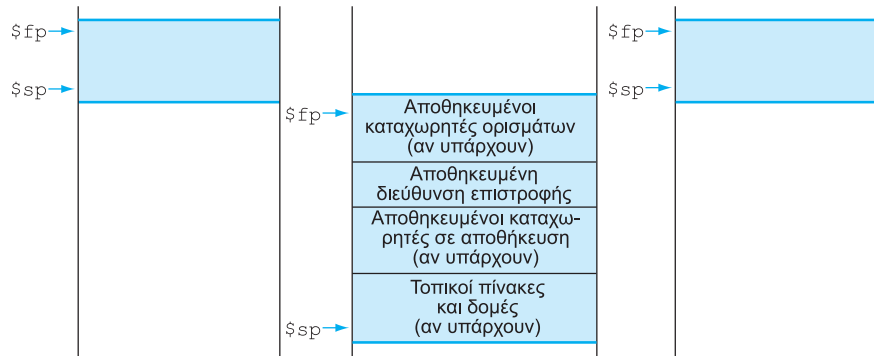 $fp
$sp
$fp
Αποθηκευμένοι
καταχωρητές ορισμάτων
(αν υπάρχουν)
Αποθηκευμένη
διεύθυνση επιστροφής
Αποθηκευμένοι καταχω-
ρητές σε αποθήκευση
(αν υπάρχουν)
Τοπικοί πίνακες
και δομές
(αν υπάρχουν)
$sp
$fp
$sp